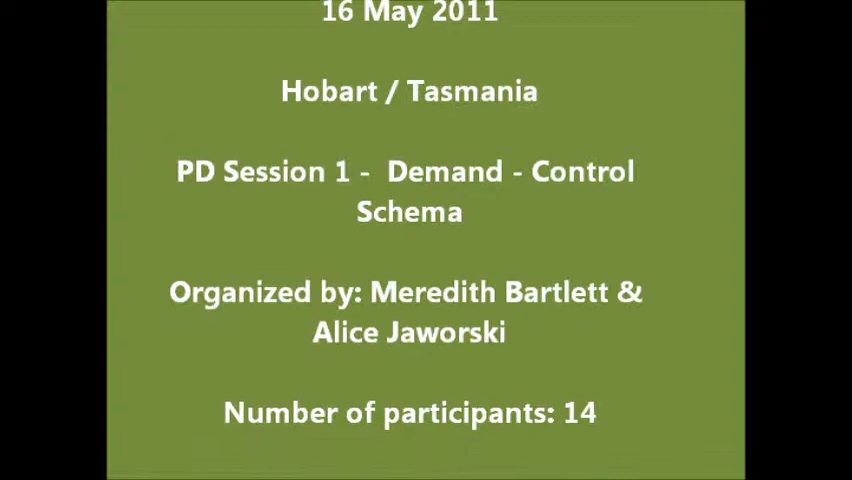 16 May 2011
Hobart / Tasmania
PD Session 1 - Demand - Control
Schema
Organized by: Meredith Bartlett &
Alice Jaworski
Number of participants: 14